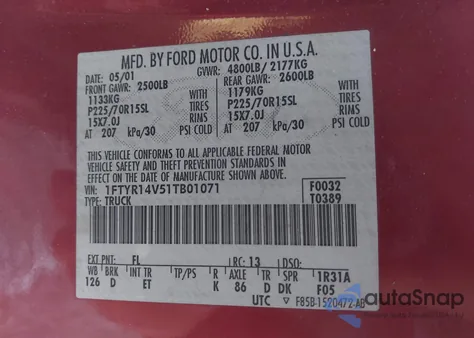 MFD. BY FORD MOTOR CO. IN U.S.A.
DATE: 05/01 GVWR: 4800LB/ 2177KG
FRONT GAWR: 2500LB REAR GAWR: 2600LB
1133KG 1179KG
P225/70R15SL TIRES P225/70R15SL TIRES
15X7.0J RIMS 15X7.0J RIMS
AT 207 kPa/30 PSI COLD AT 207 kPa/30 PSI COLD
THIS VEHICLE CONFORMS TO ALL APPLICABLE FEDERAL MOTOR
VEHICLE SAFETY AND THEFT PREVENTION STANDARDS IN
EFFECT ON THE DATE OF MANUFACTURE SHOWN ABOVE.
VIN: 1FTYR14V51TB01071 F0032
TYPE: TRUCK T0389
EXT PNT: FL RC: 13 DSO:
WB BRK INT TR TP/PS R AXLE TR SPR 1R31A
126 D ET K 86 D DK F05
UTC F85B-1520472-AB
autoSnap